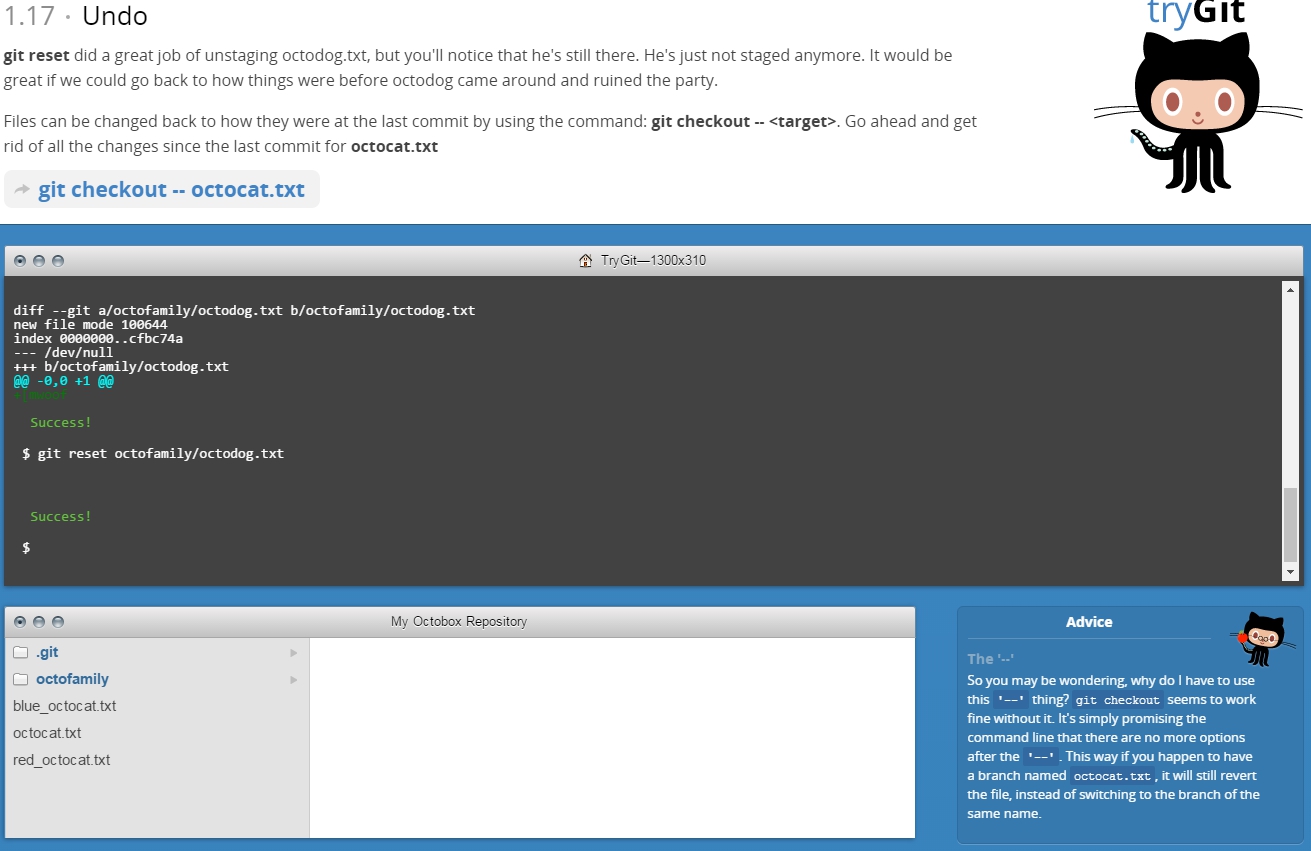 1.17 · Undo
tryGit
git reset did a great job of unstaging octodog.txt, but you'll notice that he's still there. He's just not staged anymore. It would be
great if we could go back to how things were before octodog came around and ruined the party.
Files can be changed back to how they were at the last commit by using the command: git checkout -- <target>. Go ahead and get
rid of all the changes since the last commit for octocat.txt
git checkout -- octocat.txt
TryGit—1300x310
diff --git a/octofamily/octodog.txt b/octofamily/octodog.txt
new file mode 100644
index 0000000..cfbc74a
--- /dev/null
+++ b/octofamily/octodog.txt
@@ -0,0 +1 @@
Success!
$ git reset octofamily/octodog.txt
Success!
$
My Octobox Repository
.git
octofamily
blue_octocat.txt
octocat.txt
red_octocat.txt
Advice
The '--'
So you may be wondering, why do I have to use
this '--' thing? git checkout seems to work
fine without it. It's simply promising the
command line that there are no more options
after the '--'. This way if you happen to have
a branch named octocat.txt, it will still revert
the file, instead of switching to the branch of the
same name.